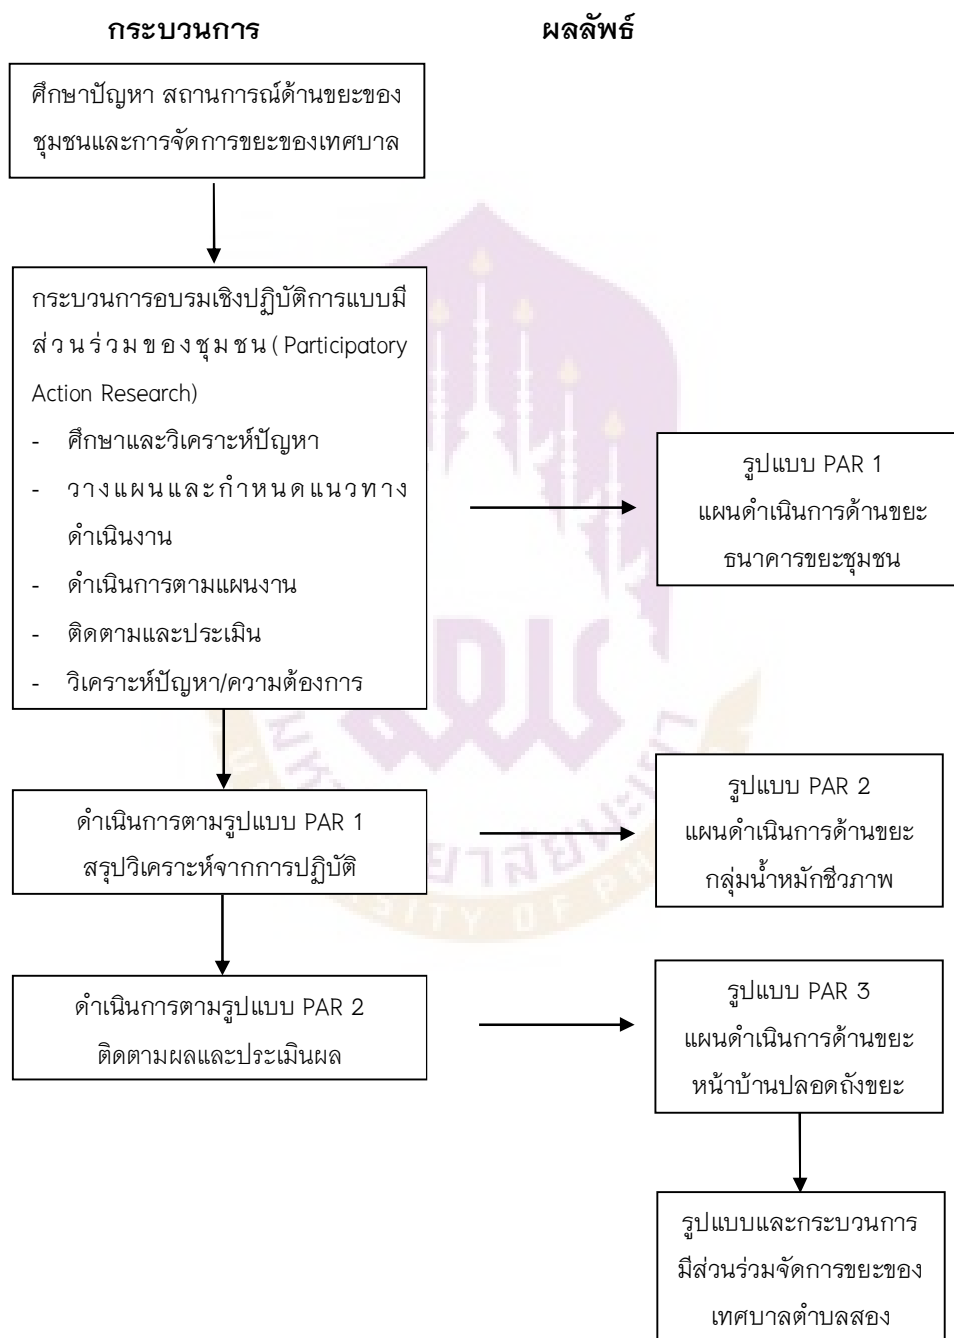 กระบวนการ
ผลลัพธ์
ศึกษาปัญหา สถานการณ์ด้านขยะของ
ชุมชนและการจัดการขยะของเทศบาล
กระบวนการอบรมเชิงปฏิบัติการแบบมี
ส่วนร่วมของชุมชน (Participatory
Action Research)
- ศึกษาและวิเคราะห์ปัญหา
- วางแผนและกำหนดแนวทาง
ดำเนินงาน
- ดำเนินการตามแผนงาน
- ติดตามและประเมิน
- วิเคราะห์ปัญหา/ความต้องการ
รูปแบบ PAR 1
แผนดำเนินการด้านขยะ
ธนาคารขยะชุมชน
ดำเนินการตามรูปแบบ PAR 1
สรุปวิเคราะห์จากการปฏิบัติ
รูปแบบ PAR 2
แผนดำเนินการด้านขยะ
กลุ่มน้ำหมักชีวภาพ
ดำเนินการตามรูปแบบ PAR 2
ติดตามผลและประเมินผล
รูปแบบ PAR 3
แผนดำเนินการด้านขยะ
หน้าบ้านปลอดถังขยะ
รูปแบบและกระบวนการ
มีส่วนร่วมจัดการขยะของ
เทศบาลตำบลสอง